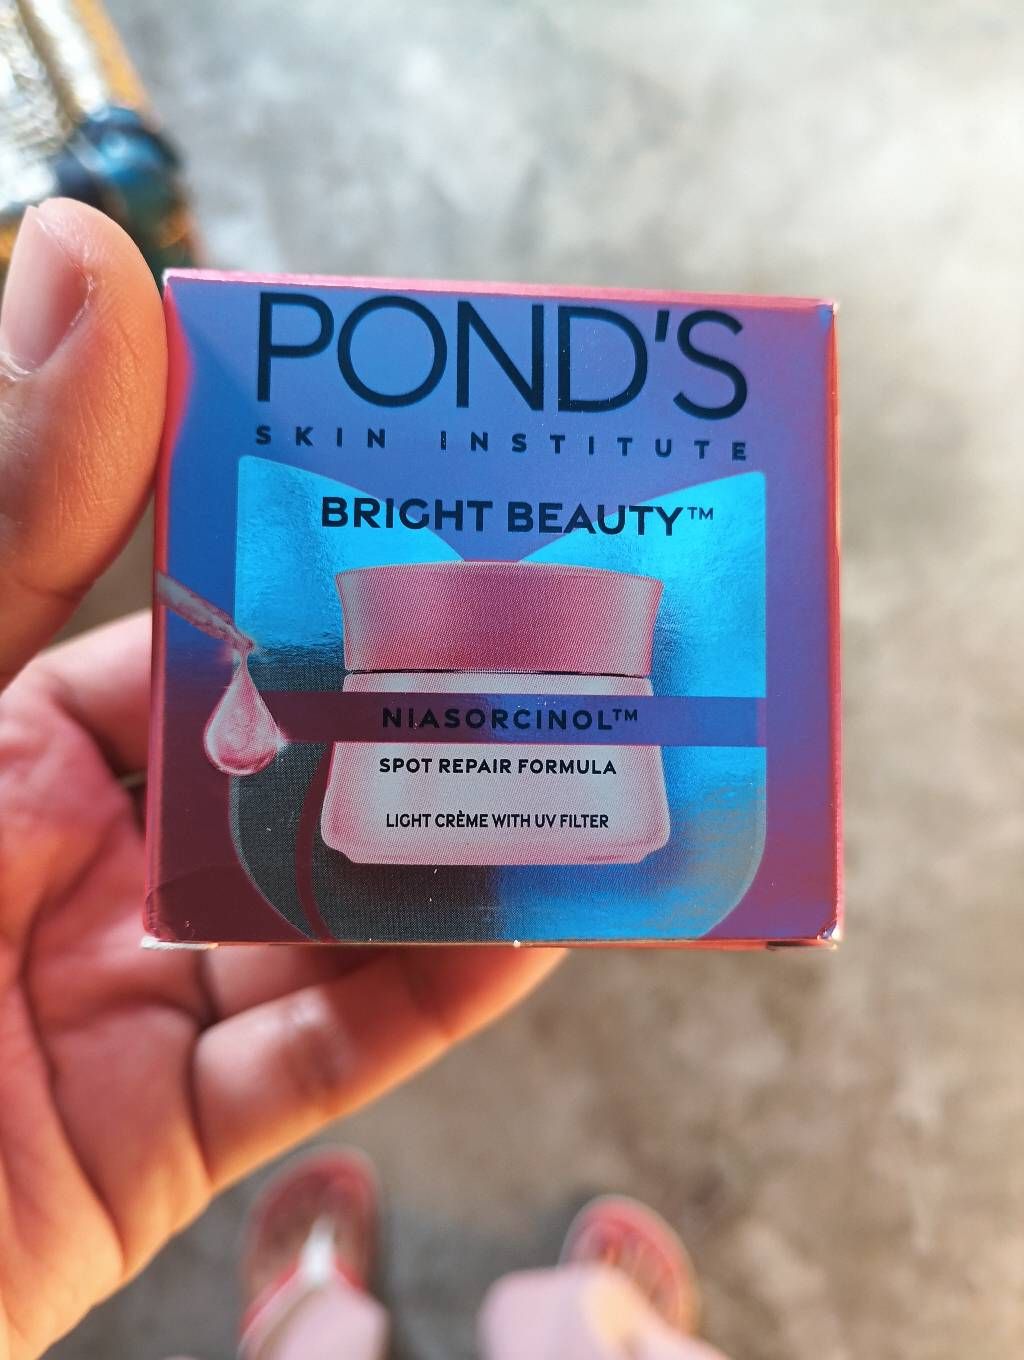 POND'S
SKIN INSTITUTE
BRIGHT BEAUTY™
NIASORCINOL™
SPOT REPAIR FORMULA
LIGHT CRÈME WITH UV FILTER